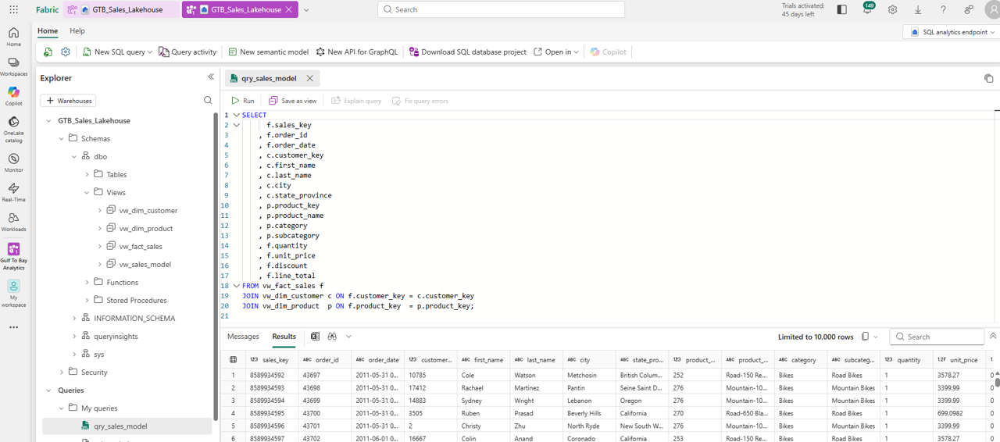 Fabric
GTB_Sales_Lakehouse
GTB_Sales_Lakehouse
Search
Trials activated:
45 days left
149
Home
Help
SQL analytics endpoint
New SQL query
Query activity
New semantic model
New API for GraphQL
Download SQL database project
Open in
Copilot
Home
Workspaces
Copilot
OneLake
catalog
Monitor
Real-Time
Workloads
Gulf To Bay
Analytics
My
workspace
Explorer
Warehouses
GTB_Sales_Lakehouse
Schemas
dbo
Tables
Views
vw_dim_customer
vw_dim_product
vw_fact_sales
vw_sales_model
Functions
Stored Procedures
INFORMATION_SCHEMA
queryinsights
sys
Security
Queries
My queries
qry_sales_model
qry_sales_model
Run
Save as view
Explain query
Fix query errors
1 SELECT
2 f.sales_key
3 , f.order_id
4 , f.order_date
5 , c.customer_key
6 , c.first_name
7 , c.last_name
8 , c.city
9 , c.state_province
10 , p.product_key
11 , p.product_name
12 , p.category
13 , p.subcategory
14 , f.quantity
15 , f.unit_price
16 , f.discount
17 , f.line_total
18 FROM vw_fact_sales f
19 JOIN vw_dim_customer c ON f.customer_key = c.customer_key
20 JOIN vw_dim_product  p ON f.product_key  = p.product_key;
21
Messages
Results
Limited to 10,000 rows
Search
123 sales_key ABC order_id ABC order_date 123 customer... ABC first_name ABC last_name ABC city ABC state_pro... 123 product_... ABC product_... ABC category ABC subcateg... 123 quantity 12F unit_price
1 8589934592 43697 2011-05-31 0... 10785 Cole Watson Metchosin British Colum... 252 Road-150 Re... Bikes Road Bikes 1 3578.27
2 8589934593 43698 2011-05-31 0... 17412 Rachael Martinez Pantin Seine Saint D... 276 Mountain-10... Bikes Mountain Bikes 1 3399.99
3 8589934594 43699 2011-05-31 0... 14883 Sydney Wright Lebanon Oregon 276 Mountain-10... Bikes Mountain Bikes 1 3399.99
4 8589934595 43700 2011-05-31 0... 3505 Ruben Prasad Beverly Hills California 270 Road-650 Bla... Bikes Road Bikes 1 699.0982
5 8589934596 43701 2011-05-31 0... 2 Christy Zhu North Ryde New South W... 276 Mountain-10... Bikes Mountain Bikes 1 3399.99
6 8589934597 43702 2011-06-01 0... 16667 Colin Anand Coronado California 253 Road-150 Re... Bikes Road Bikes 1 3578.27